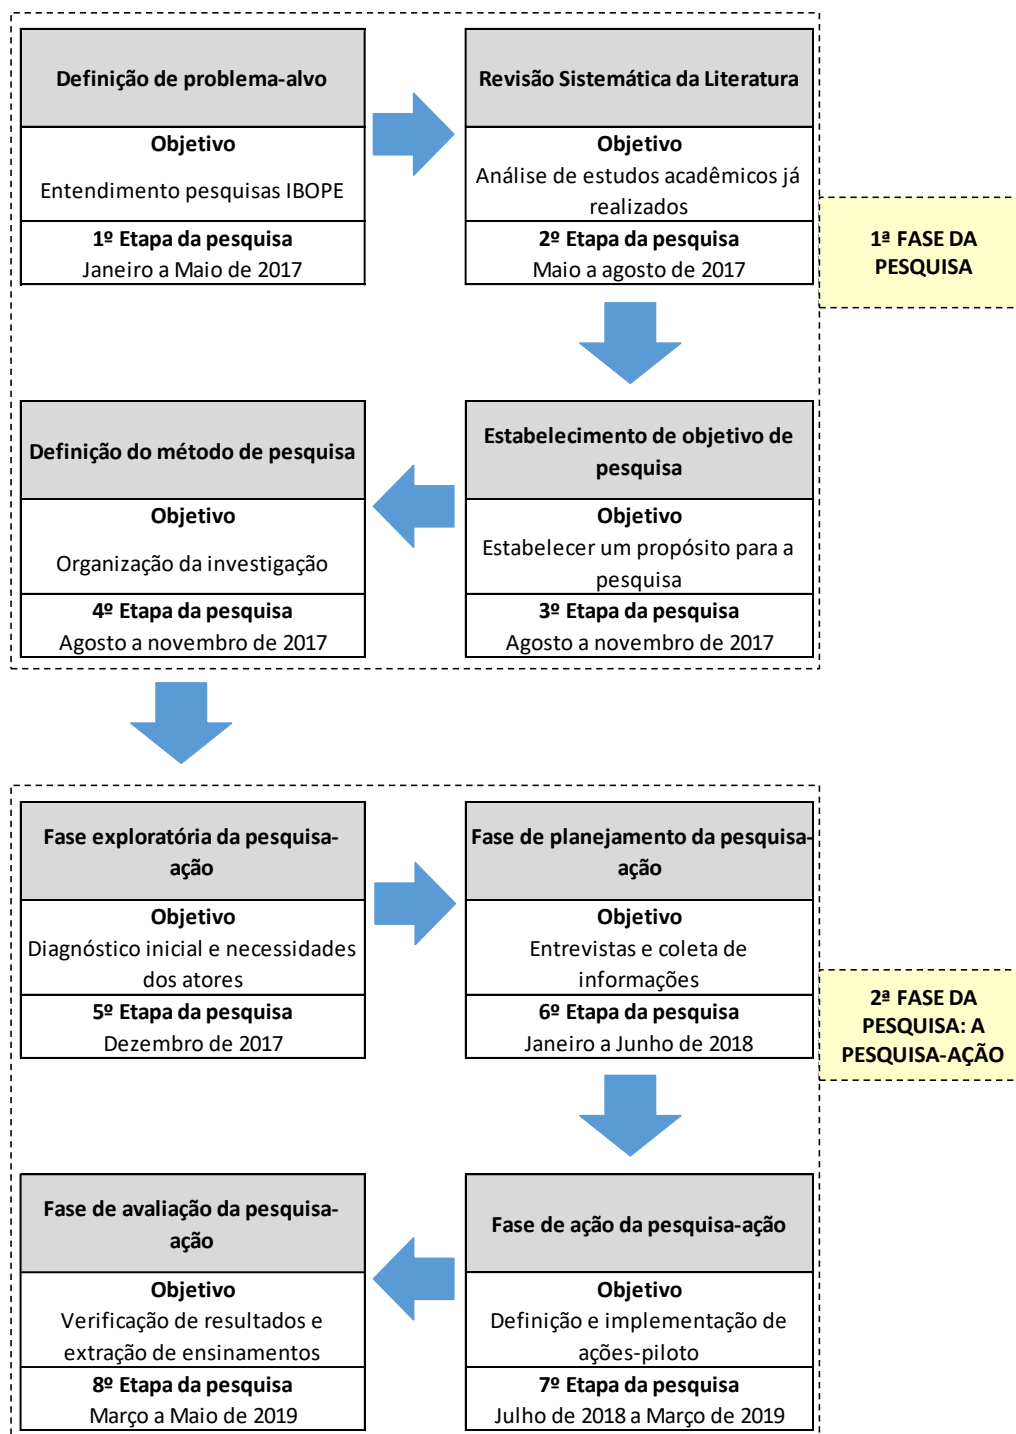 Definição de problema-alvo
Objetivo
Entendimento pesquisas IBOPE
1º Etapa da pesquisa
Janeiro a Maio de 2017
Revisão Sistemática da Literatura
Objetivo
Análise de estudos acadêmicos já
realizados
2º Etapa da pesquisa
Maio a agosto de 2017
1ª FASE DA
PESQUISA
Estabelecimento de objetivo de
pesquisa
Objetivo
Estabelecer um propósito para a
pesquisa
3º Etapa da pesquisa
Agosto a novembro de 2017
Definição do método de pesquisa
Objetivo
Organização da investigação
4º Etapa da pesquisa
Agosto a novembro de 2017
Fase exploratória da pesquisa-
ação
Objetivo
Diagnóstico inicial e necessidades
dos atores
5º Etapa da pesquisa
Dezembro de 2017
Fase de planejamento da pesquisa-
ação
Objetivo
Entrevistas e coleta de
informações
6º Etapa da pesquisa
Janeiro a Junho de 2018
2ª FASE DA
PESQUISA: A
PESQUISA-AÇÃO
Fase de ação da pesquisa-ação
Objetivo
Definição e implementação de
ações-piloto
7º Etapa da pesquisa
Julho de 2018 a Março de 2019
Fase de avaliação da pesquisa-
ação
Objetivo
Verificação de resultados e
extração de ensinamentos
8º Etapa da pesquisa
Março a Maio de 2019